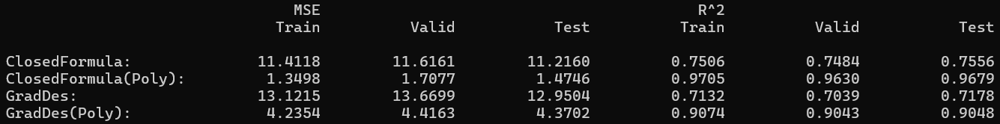 MSE R^2
Train Valid Test Train Valid Test
ClosedFormula: 11.4118 11.6161 11.2160 0.7506 0.7484 0.7556
ClosedFormula(Poly): 1.3498 1.7077 1.4746 0.9705 0.9630 0.9679
GradDes: 13.1215 13.6699 12.9504 0.7132 0.7039 0.7178
GradDes(Poly): 4.2354 4.4163 4.3702 0.9074 0.9043 0.9048